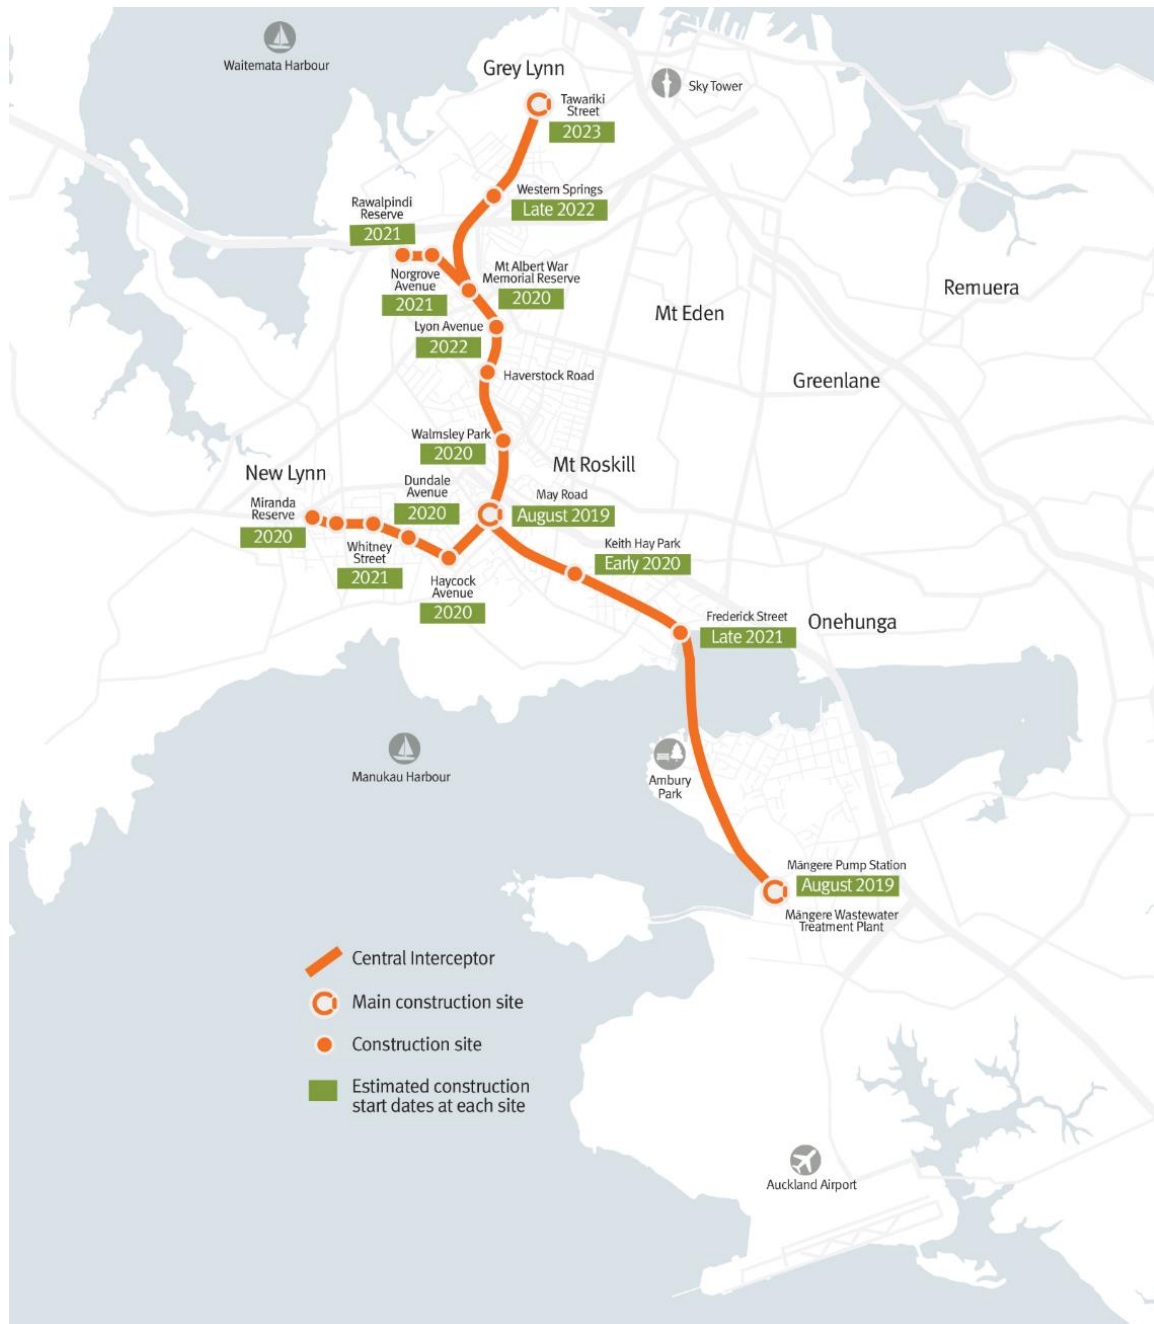 Waitemata Harbour
Grey Lynn
Sky Tower
Tawariki
Street
2023
Western Springs
Late 2022
Rawalpindi
Reserve
2021
Norgrove
Avenue
2021
Mt Albert War
Memorial Reserve
2020
Remuera
Mt Eden
Lyon Avenue
2022
Haverstock Road
Greenlane
Walmsley Park
2020
Mt Roskill
New Lynn
Dundale
Avenue
2020
May Road
August 2019
Miranda
Reserve
2020
Whitney
Street
2021
Haycock
Avenue
2020
Keith Hay Park
Early 2020
Frederick Street
Late 2021
Onehunga
Manukau Harbour
Ambury
Park
Māngere Pump Station
August 2019
Māngere Wastewater
Treatment Plant
Central Interceptor
Main construction site
Construction site
Estimated construction
start dates at each site
Auckland Airport